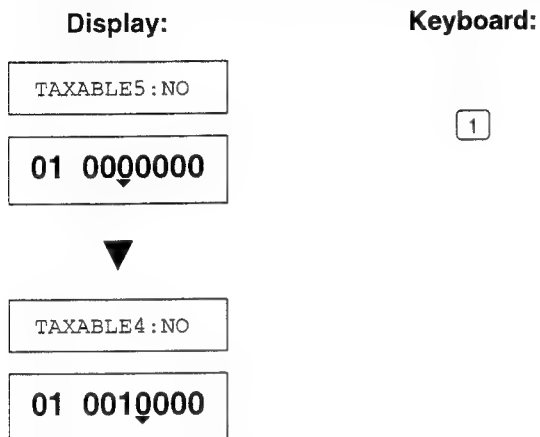 Display: Keyboard:
TAXABLE5:NO
1
01 0000000
TAXABLE4:NO
01 0010000